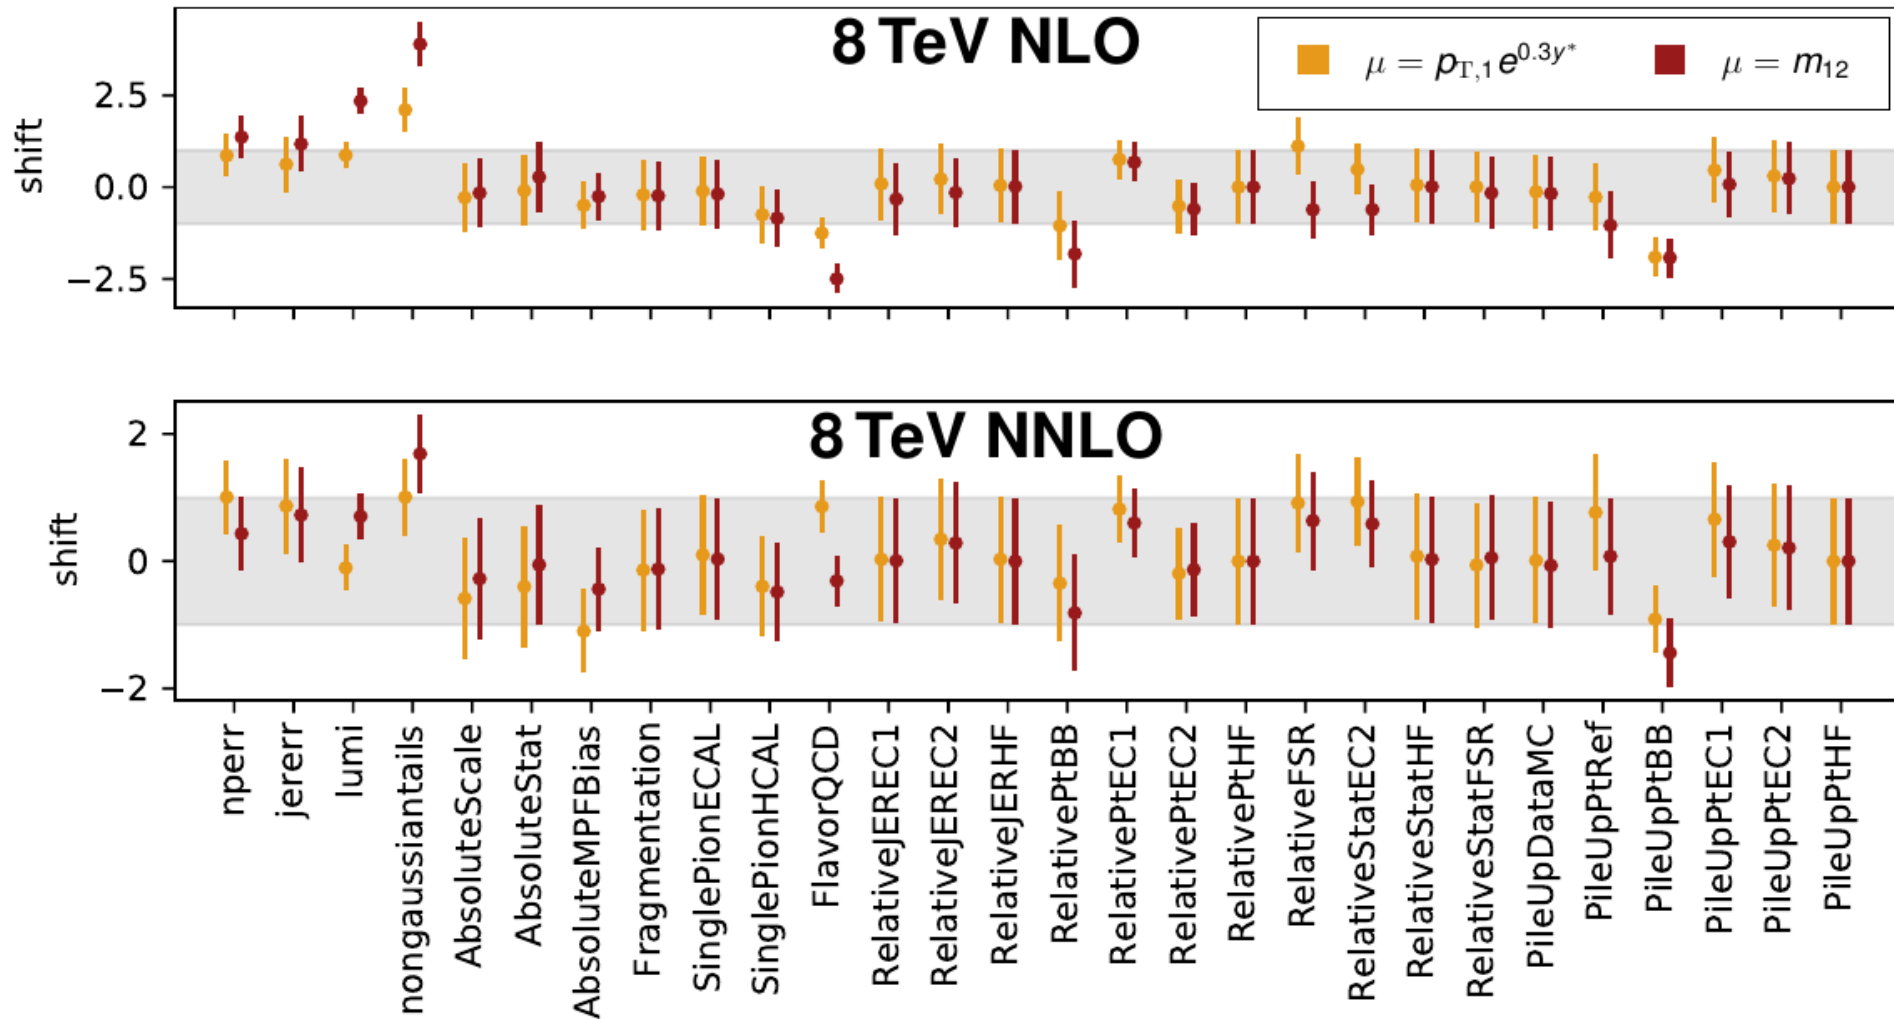 8 TeV NLO
μ = p_{T,1} e^{0.3y*}
μ = m_{12}
shift
2.5
0.0
−2.5
8 TeV NNLO
shift
2
0
−2
nperr
jererr
lumi
nongaussiantails
AbsoluteScale
AbsoluteStat
AbsoluteMPFBias
Fragmentation
SinglePionECAL
SinglePionHCAL
FlavorQCD
RelativeJEREC1
RelativeJEREC2
RelativeJERHF
RelativePtBB
RelativePtEC1
RelativePtEC2
RelativePtHF
RelativeFSR
RelativeStatEC2
RelativeStatHF
RelativeStatFSR
PileUpDataMC
PileUpPtRef
PileUpPtBB
PileUpPtEC1
PileUpPtEC2
PileUpPtHF